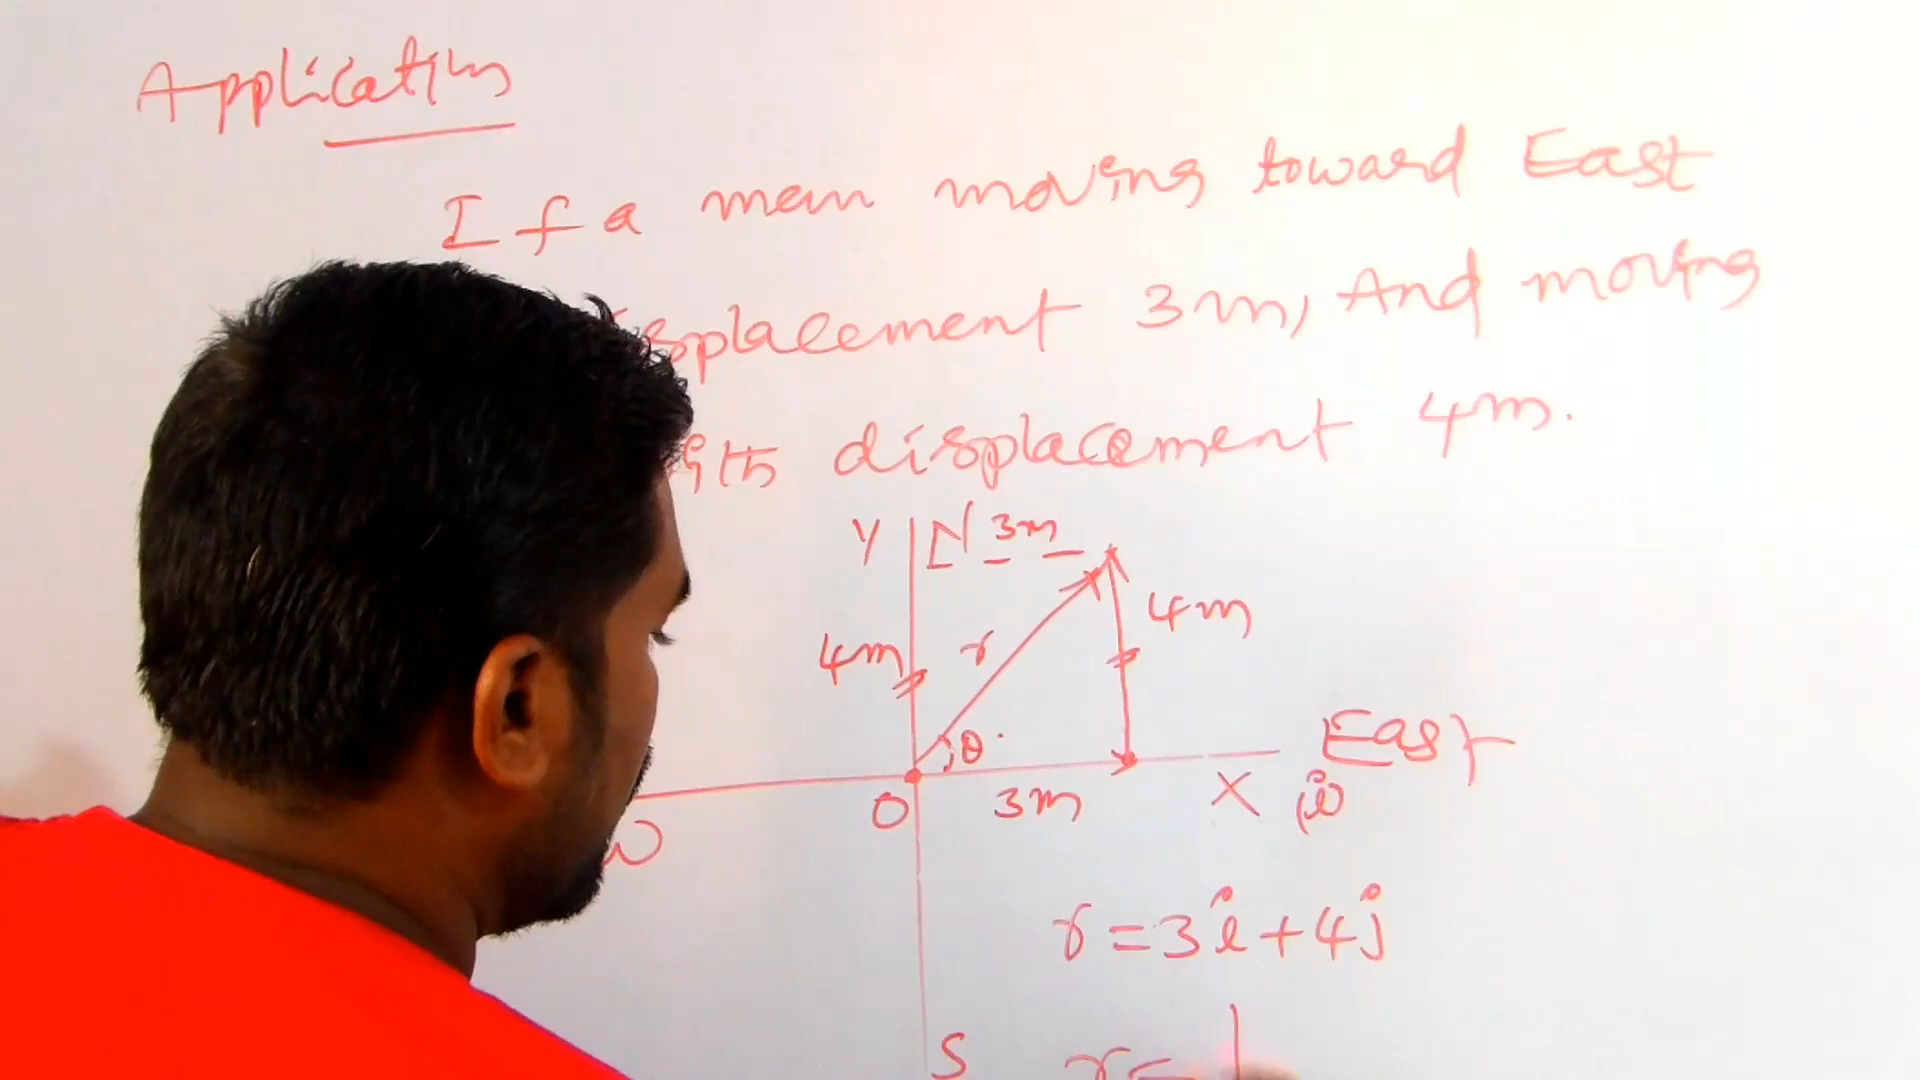 Application
If a man moving toward East
displacement 3m, And moving
with displacement 4m.
Y N 3m
4m r 4m
θ
East
W O 3m X i
r = 3i + 4j
S r =